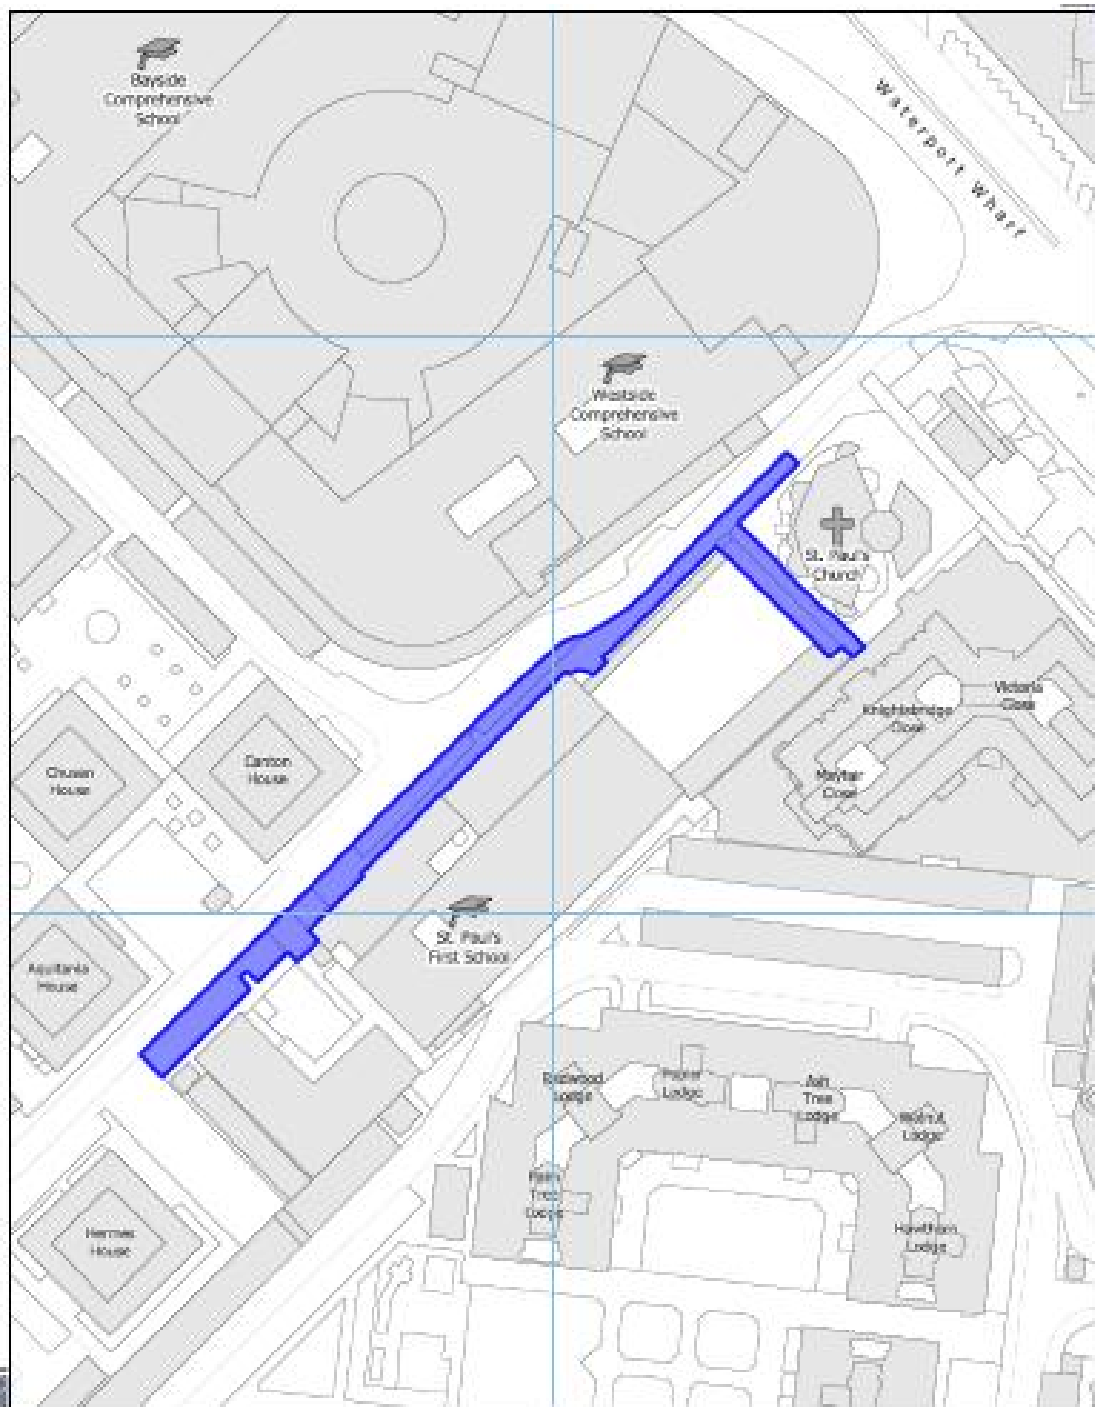 Bayside
Comprehensive
School
Waterport Wharf
Westside
Comprehensive
School
St. Paul's
Church
Victoria
Close
Knightsbridge
Close
Mayfair
Close
Chusan
House
Canton
House
St. Paul's
First School
Aquitania
House
Rosewood
Lodge
Poplar
Lodge
Ash
Tree
Lodge
Walnut
Lodge
Palm
Tree
Lodge
Hawthorn
Lodge
Hermes
House